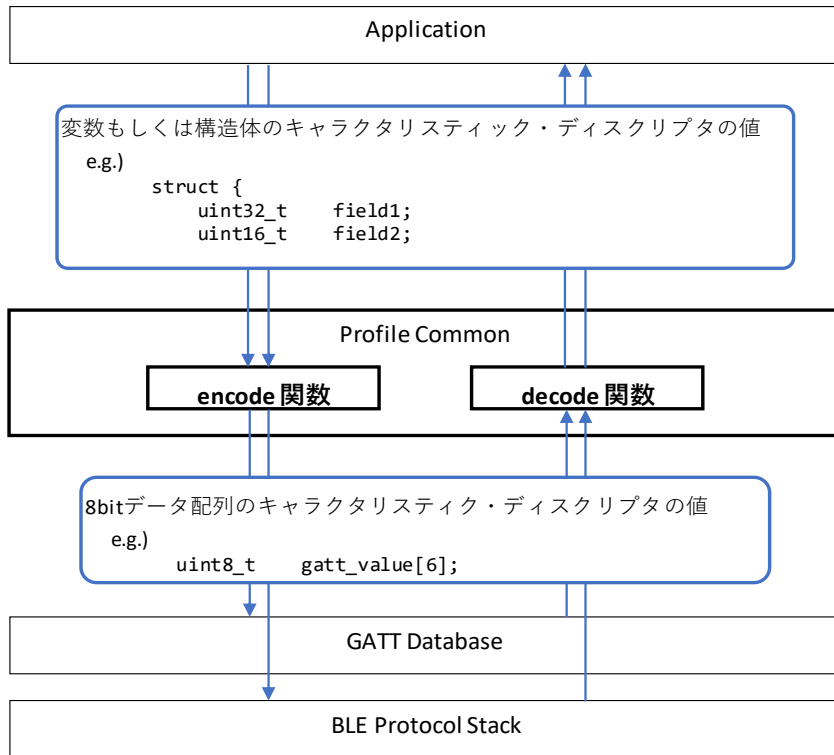 Application
変数もしくは構造体のキャラクタリスティック・ディスクリプタの値
e.g.)
struct {
uint32_t field1;
uint16_t field2;
Profile Common
encode 関数
decode 関数
8bitデータ配列のキャラクタリスティク・ディスクリプタの値
e.g.)
uint8_t gatt_value[6];
GATT Database
BLE Protocol Stack